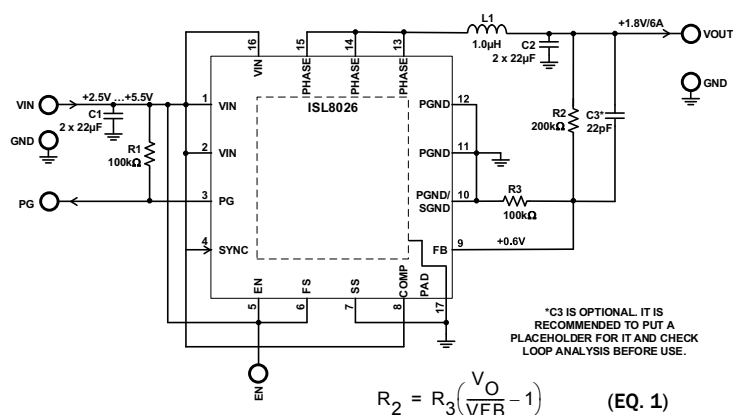 16
15
14
13
VIN
PHASE
PHASE
PHASE
L1
1.0µH
C2
2 x 22µF
+1.8V/6A
VOUT
GND
ISL8026
VIN
+2.5V …+5.5V
C1
2 x 22µF
GND
R1
100kΩ
PG
1
VIN
2
VIN
3
PG
4
SYNC
12
PGND
11
PGND
10
PGND/
SGND
9
FB
R3
100kΩ
R2
200kΩ
C3*
22pF
+0.6V
EN
FS
SS
COMP
PAD
5
6
7
8
17
EN
*C3 IS OPTIONAL. IT IS
RECOMMENDED TO PUT A
PLACEHOLDER FOR IT AND CHECK
LOOP ANALYSIS BEFORE USE.
R2 = R3(VO/VFB − 1) (EQ. 1)